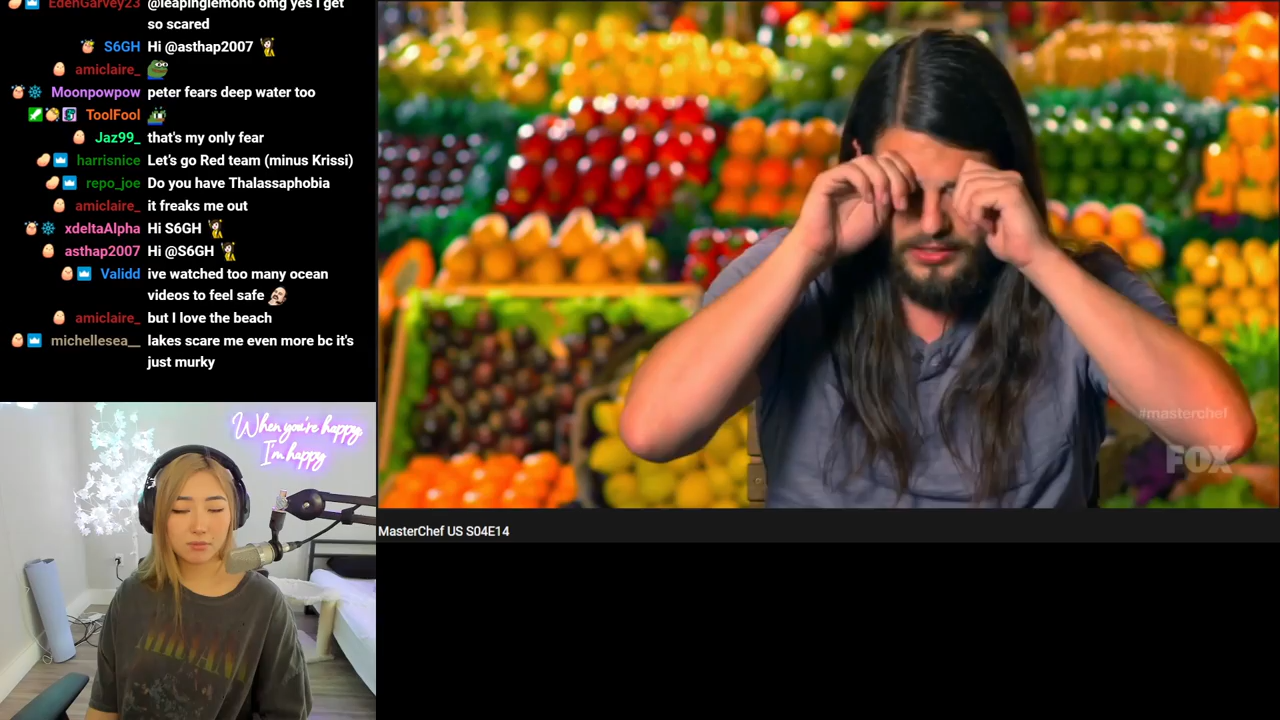 EdenGarvey23 @leapinglemon6 omg yes i get
so scared
S6GH Hi @asthap2007
amiclaire_
Moonpowpow peter fears deep water too
ToolFool
Jaz99_ that's my only fear
harrisnice Let's go Red team (minus Krissi)
repo_joe Do you have Thalassaphobia
amiclaire_ it freaks me out
xdeltaAlpha Hi S6GH
asthap2007 Hi @S6GH
Validd ive watched too many ocean
videos to feel safe
amiclaire_ but I love the beach
michellesea__ lakes scare me even more bc it's
just murky
When you're happy
I'm happy
NIRVANA
#masterchef
FOX
MasterChef US S04E14